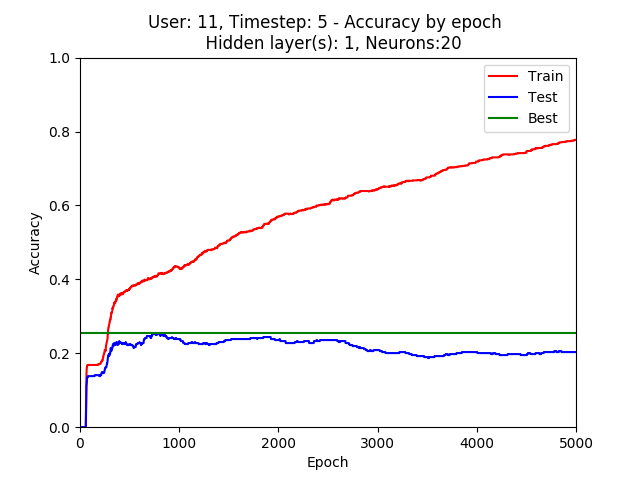 User: 11, Timestep: 5 - Accuracy by epoch
Hidden layer(s): 1, Neurons:20
1.0
0.8
0.6
0.4
0.2
0.0
Accuracy
Train
Test
Best
0
1000
2000
3000
4000
5000
Epoch